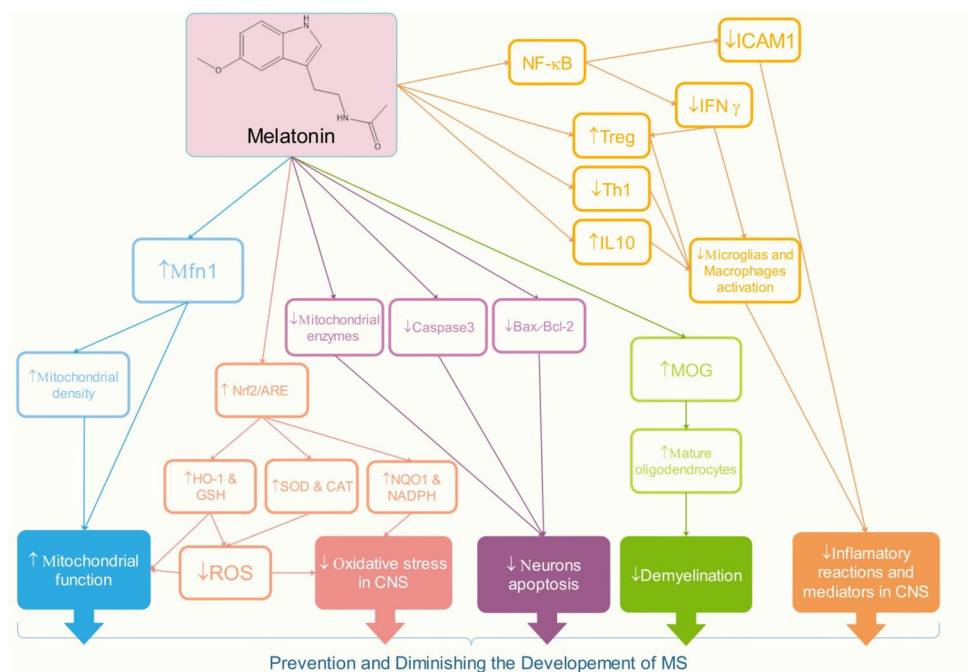 HN
O
HN
O
Melatonin
NF-κB
↓ICAM1
↓IFN γ
↑Treg
↓Th1
↑IL10
↓Microglias and
Macrophages
activation
↑Mfn1
↓Mitochondrial
enzymes
↓Caspase3
↓Bax/Bcl-2
↑Mitochondrial
density
↑ Nrf2/ARE
↑MOG
↑Mature
oligodendrocytes
↑HO-1 &
GSH
↑SOD & CAT
↑NQO1 &
NADPH
↑ Mitochondrial
function
↓ROS
↓ Oxidative stress
in CNS
↓ Neurons
apoptosis
↓Demyelination
↓Inflamatory
reactions and
mediators in CNS
Prevention and Diminishing the Developement of MS